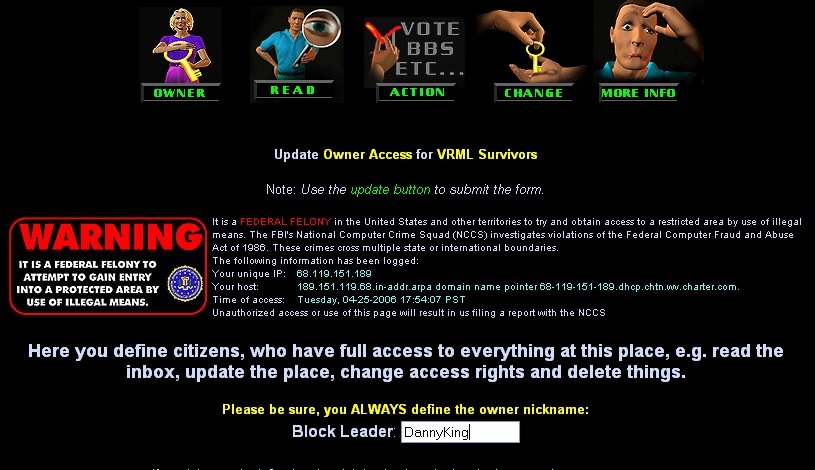 VOTE
BBS
ETC...
OWNER
READ
ACTION
CHANGE
MORE INFO
Update Owner Access for VRML Survivors
Note: Use the update button to submit the form.
WARNING
IT IS A FEDERAL FELONY TO
ATTEMPT TO GAIN ENTRY
INTO A PROTECTED AREA BY
USE OF ILLEGAL MEANS.
It is a FEDERAL FELONY in the United States and other territories to try and obtain access to a restricted area by use of illegal
means. The FBI's National Computer Crime Squad (NCCS) investigates violations of the Federal Computer Fraud and Abuse
Act of 1986. These crimes cross multiple state or international boundaries.
The following information has been logged:
Your unique IP: 68.119.151.189
Your host: 189.151.119.68.in-addr.arpa domain name pointer 68-119-151-189.dhcp.chtn.wv.charter.com.
Time of access: Tuesday, 04-25-2006 17:54:07 PST
Unauthorized access or use of this page will result in us filing a report with the NCCS
Here you define citizens, who have full access to everything at this place, e.g. read the
inbox, update the place, change access rights and delete things.
Please be sure, you ALWAYS define the owner nickname:
Block Leader: DannyKing